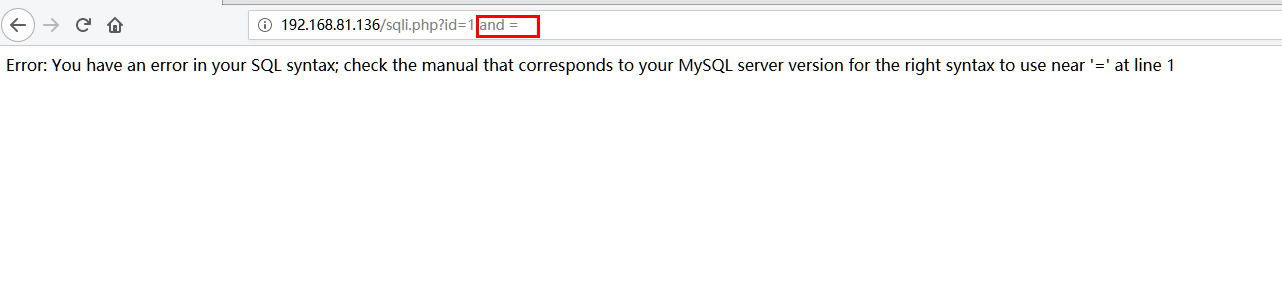 192.168.81.136/sqli.php?id=1 and =
Error: You have an error in your SQL syntax; check the manual that corresponds to your MySQL server version for the right syntax to use near '=' at line 1